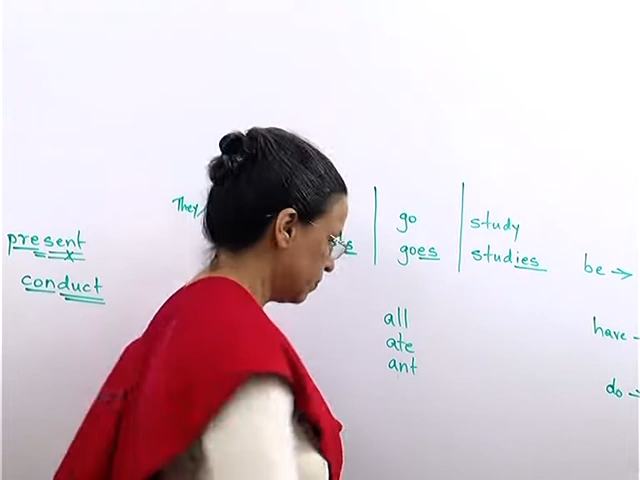 present
conduct
They
go
goes
all
ate
ant
study
studies
be →
have -
do =